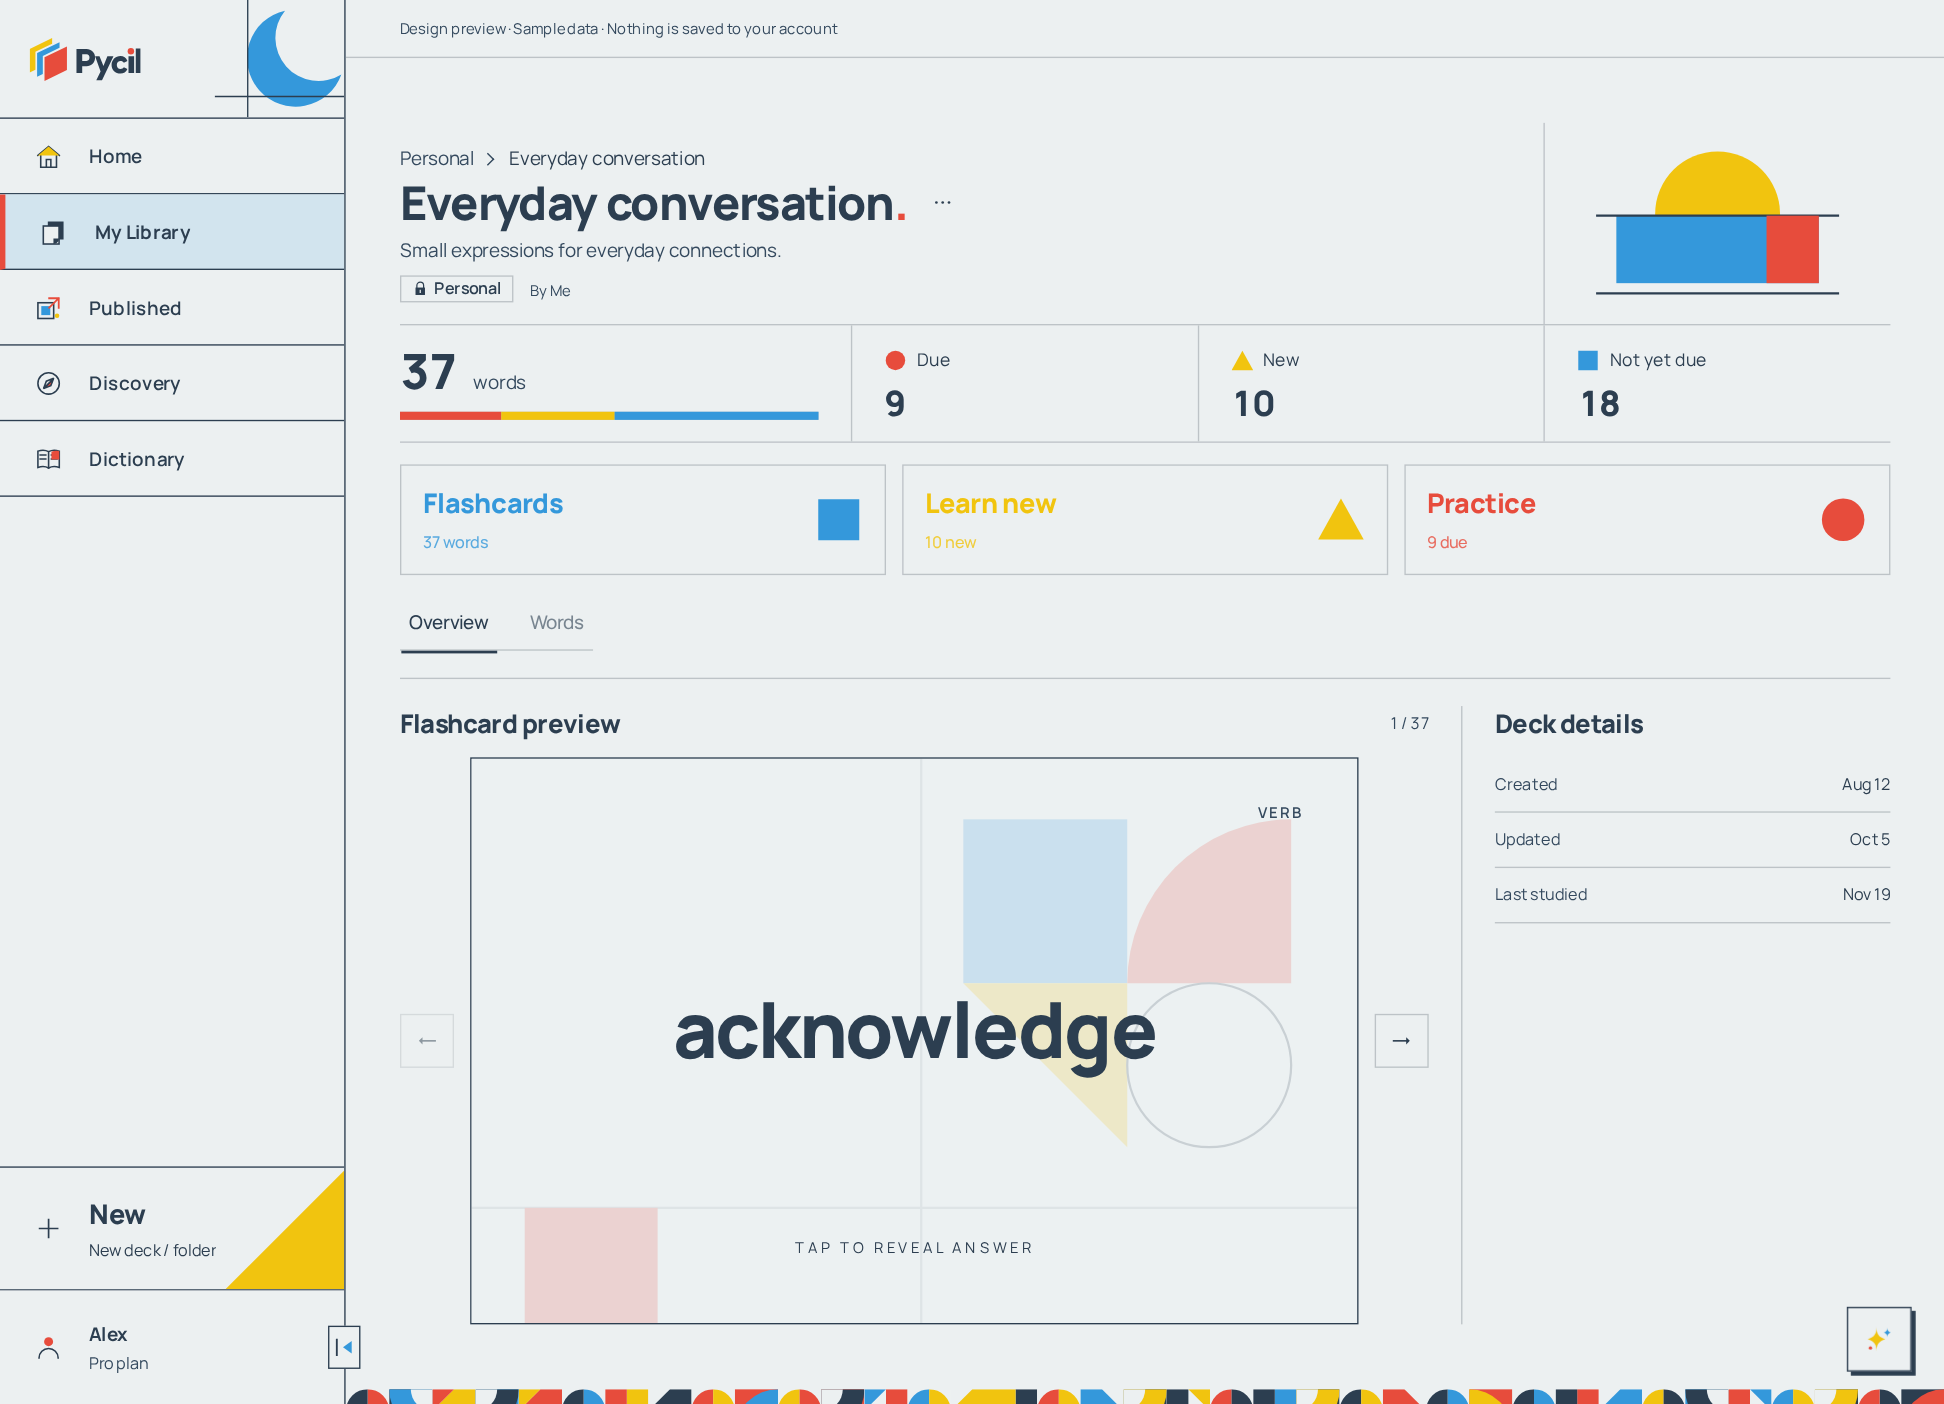 Design preview · Sample data · Nothing is saved to your account
Pycil
Home
My Library
Published
Discovery
Dictionary
New
New deck / folder
Alex
Pro plan
Personal > Everyday conversation
Everyday conversation. ...
Small expressions for everyday connections.
Personal By Me
37 words
Due
9
New
10
Not yet due
18
Flashcards
37 words
Learn new
10 new
Practice
9 due
Overview Words
Flashcard preview 1 / 37
VERB
acknowledge
TAP TO REVEAL ANSWER
← →
Deck details
Created Aug 12
Updated Oct 5
Last studied Nov 19